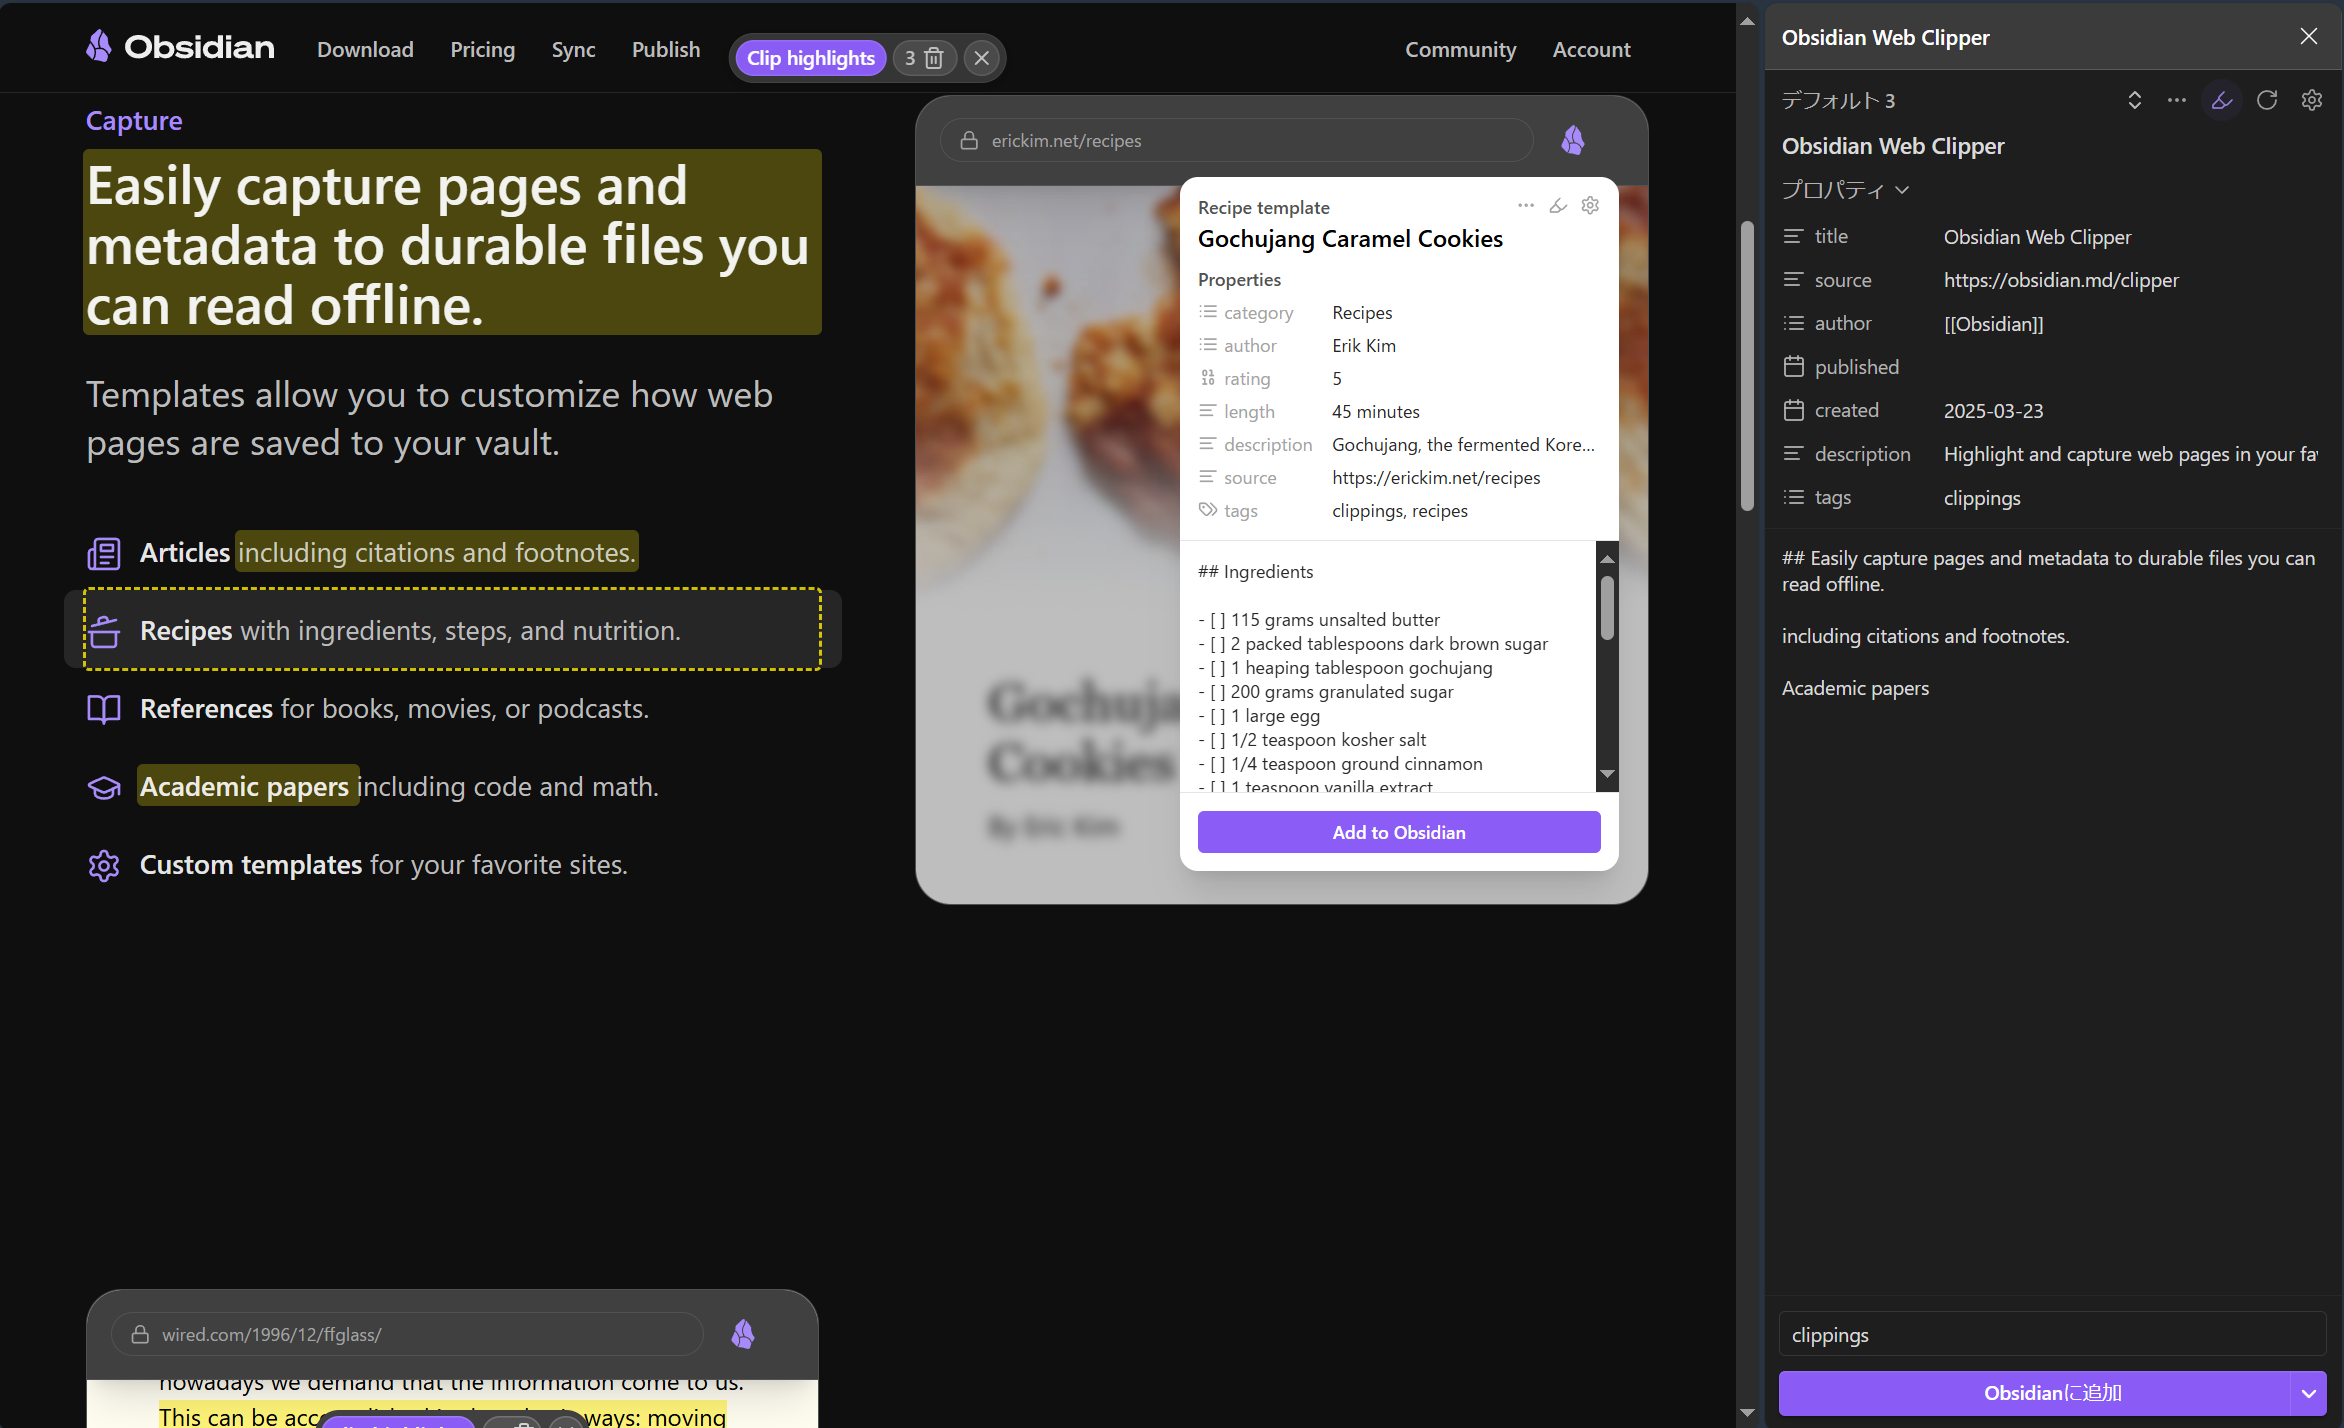 Obsidian
Download
Pricing
Sync
Publish
Clip highlights
3
Community
Account
Capture
Easily capture pages and
metadata to durable files you
can read offline.
Templates allow you to customize how web
pages are saved to your vault.
Articles including citations and footnotes.
Recipes with ingredients, steps, and nutrition.
References for books, movies, or podcasts.
Academic papers including code and math.
Custom templates for your favorite sites.
erickim.net/recipes
Recipe template
Gochujang Caramel Cookies
Properties
category Recipes
author Erik Kim
rating 5
length 45 minutes
description Gochujang, the fermented Kore...
source https://erickim.net/recipes
tags clippings, recipes
## Ingredients
- [ ] 115 grams unsalted butter
- [ ] 2 packed tablespoons dark brown sugar
- [ ] 1 heaping tablespoon gochujang
- [ ] 200 grams granulated sugar
- [ ] 1 large egg
- [ ] 1/2 teaspoon kosher salt
- [ ] 1/4 teaspoon ground cinnamon
- [ ] 1 teaspoon vanilla extract
Add to Obsidian
Gochuja
Cookies
By Eric Kim
wired.com/1996/12/ffglass/
nowadays we demand that the information come to us.
This can be acc
ways: moving
Obsidian Web Clipper
デフォルト 3
Obsidian Web Clipper
プロパティ
title Obsidian Web Clipper
source https://obsidian.md/clipper
author [[Obsidian]]
published
created 2025-03-23
description Highlight and capture web pages in your fav
tags clippings
## Easily capture pages and metadata to durable files you can
read offline.
including citations and footnotes.
Academic papers
clippings
Obsidianに追加